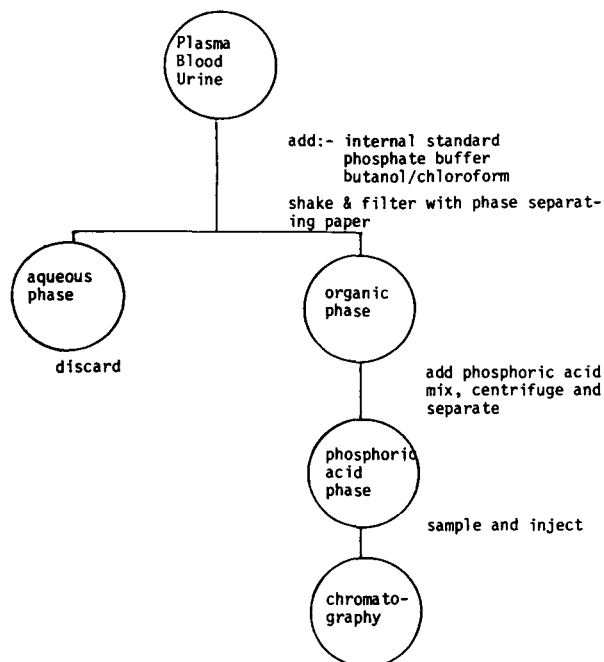 Plasma
Blood
Urine
add:- internal standard
phosphate buffer
butanol/chloroform
shake & filter with phase separat-
ing paper
aqueous
phase
discard
organic
phase
add phosphoric acid
mix, centrifuge and
separate
phosphoric
acid
phase
sample and inject
chromato-
graphy